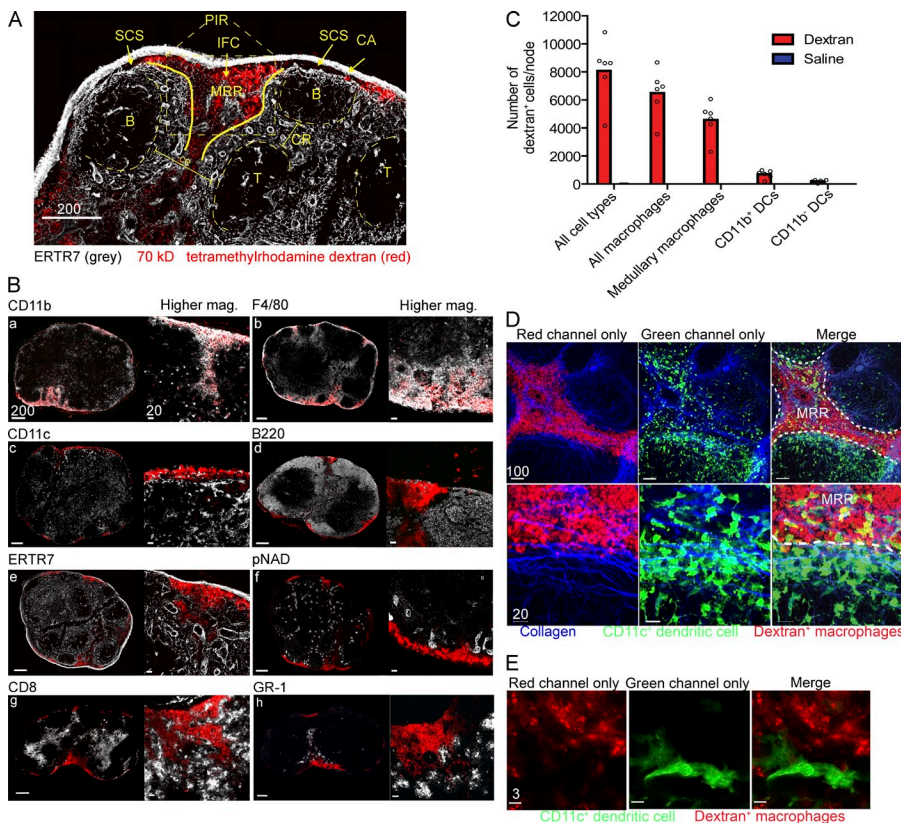 A
PIR
SCS
IFC
SCS
CA
MRR
B
B
CR
T
T
200
ERTR7 (grey) 70 kD tetramethylrhodamine dextran (red)
B
CD11b
Higher mag.
F4/80
Higher mag.
a
b
200
20
CD11c
B220
c
d
ERTR7
pNAD
e
f
CD8
GR-1
g
h
C
Number of
dextran+ cells/node
12000
10000
8000
6000
4000
2000
0
Dextran
Saline
All cell types
All macrophages
Medullary macrophages
CD11b+ DCs
CD11b- DCs
D
Red channel only
Green channel only
Merge
MRR
100
MRR
20
Collagen
CD11c+ dendritic cell
Dextran+ macrophages
E
Red channel only
Green channel only
Merge
3
CD11c+ dendritic cell
Dextran+ macrophages